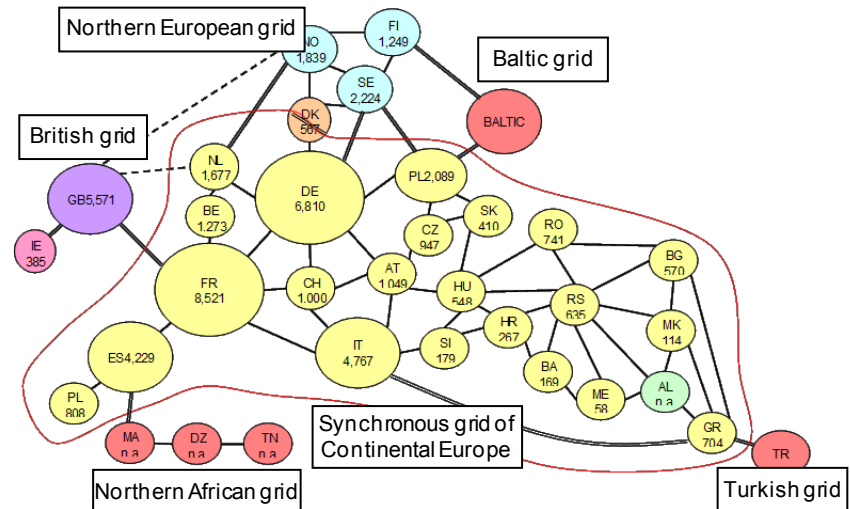 Northern European grid
NO
1,839
FI
1,249
SE
2,224
Baltic grid
DK
567
BALTIC
British grid
NL
1,677
GB5,571
DE
6,810
PL2,089
BE
1.273
CZ
947
SK
410
RO
741
IE
385
BG
570
FR
8,521
CH
1.000
AT
1.049
HU
548
RS
635
HR
267
MK
114
IT
4,767
SI
179
ES4,229
BA
169
AL
n.a.
ME
58
PL
808
MA
n.a.
DZ
n.a.
TN
n.a.
Synchronous grid of
Continental Europe
GR
704
TR
Northern African grid
Turkish grid